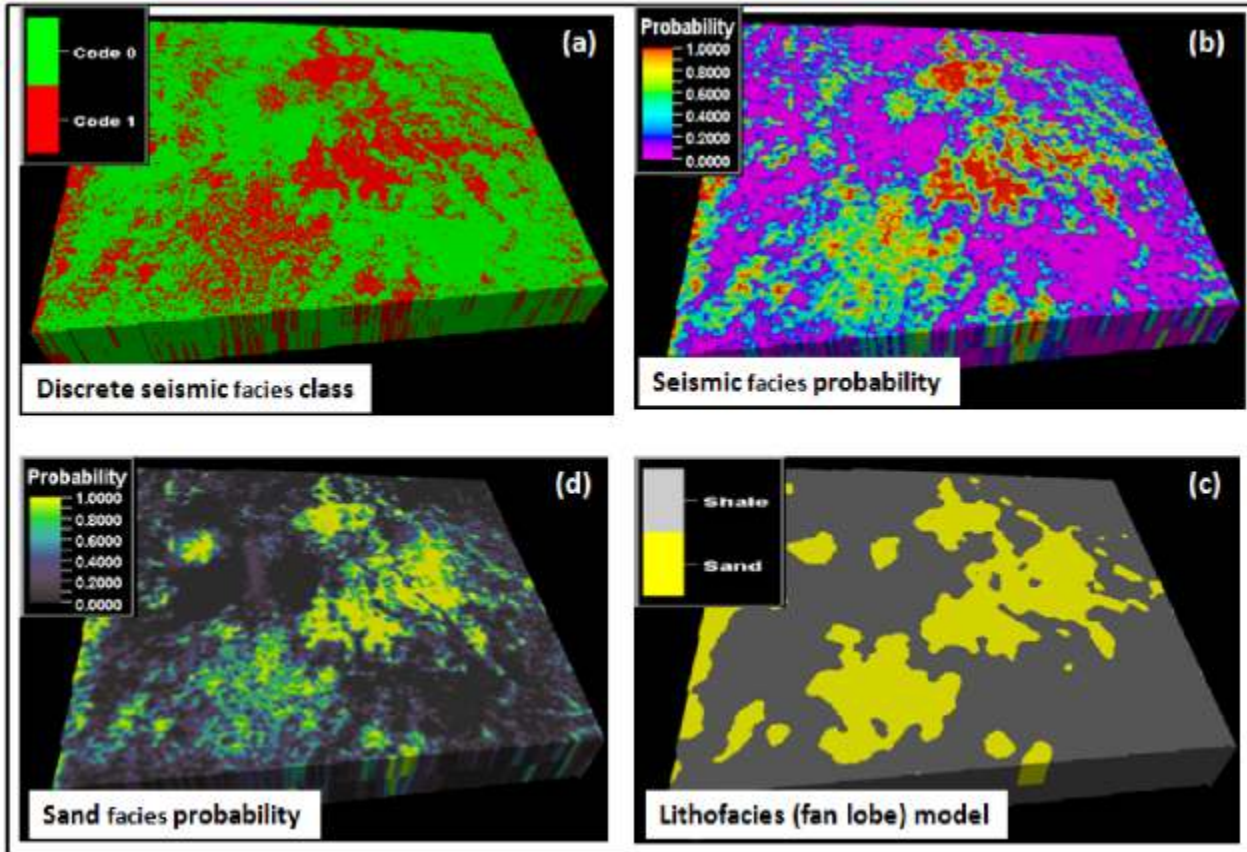 Code 0
Code 1
(a)
Discrete seismic facies class
Probability
1.0000
0.8000
0.6000
0.4000
0.2000
0.0000
(b)
Seismic facies probability
Probability
1.0000
0.8000
0.6000
0.4000
0.2000
0.0000
(d)
Sand facies probability
Shale
Sand
(c)
Lithofacies (fan lobe) model